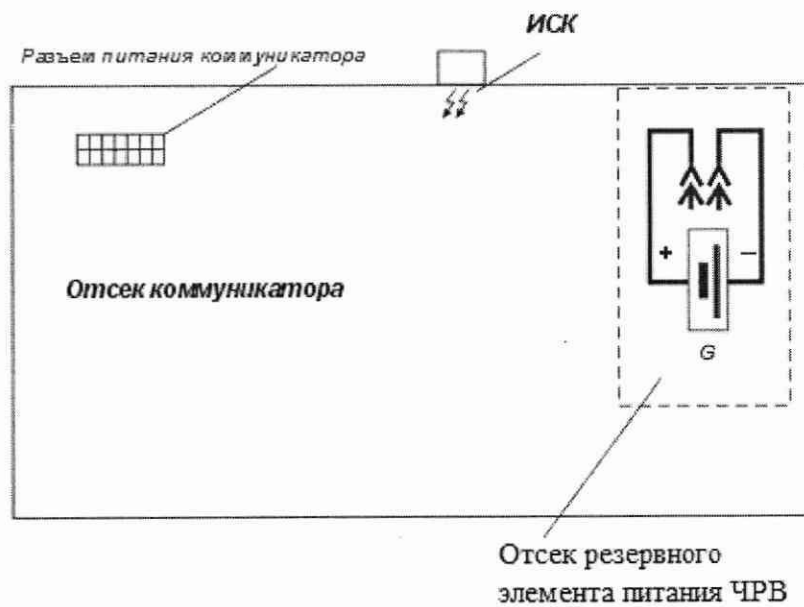 ИСК
Разъем питания коммуникатора
+ −
Отсек коммуникатора
G
Отсек резервного
элемента питания ЧРВ